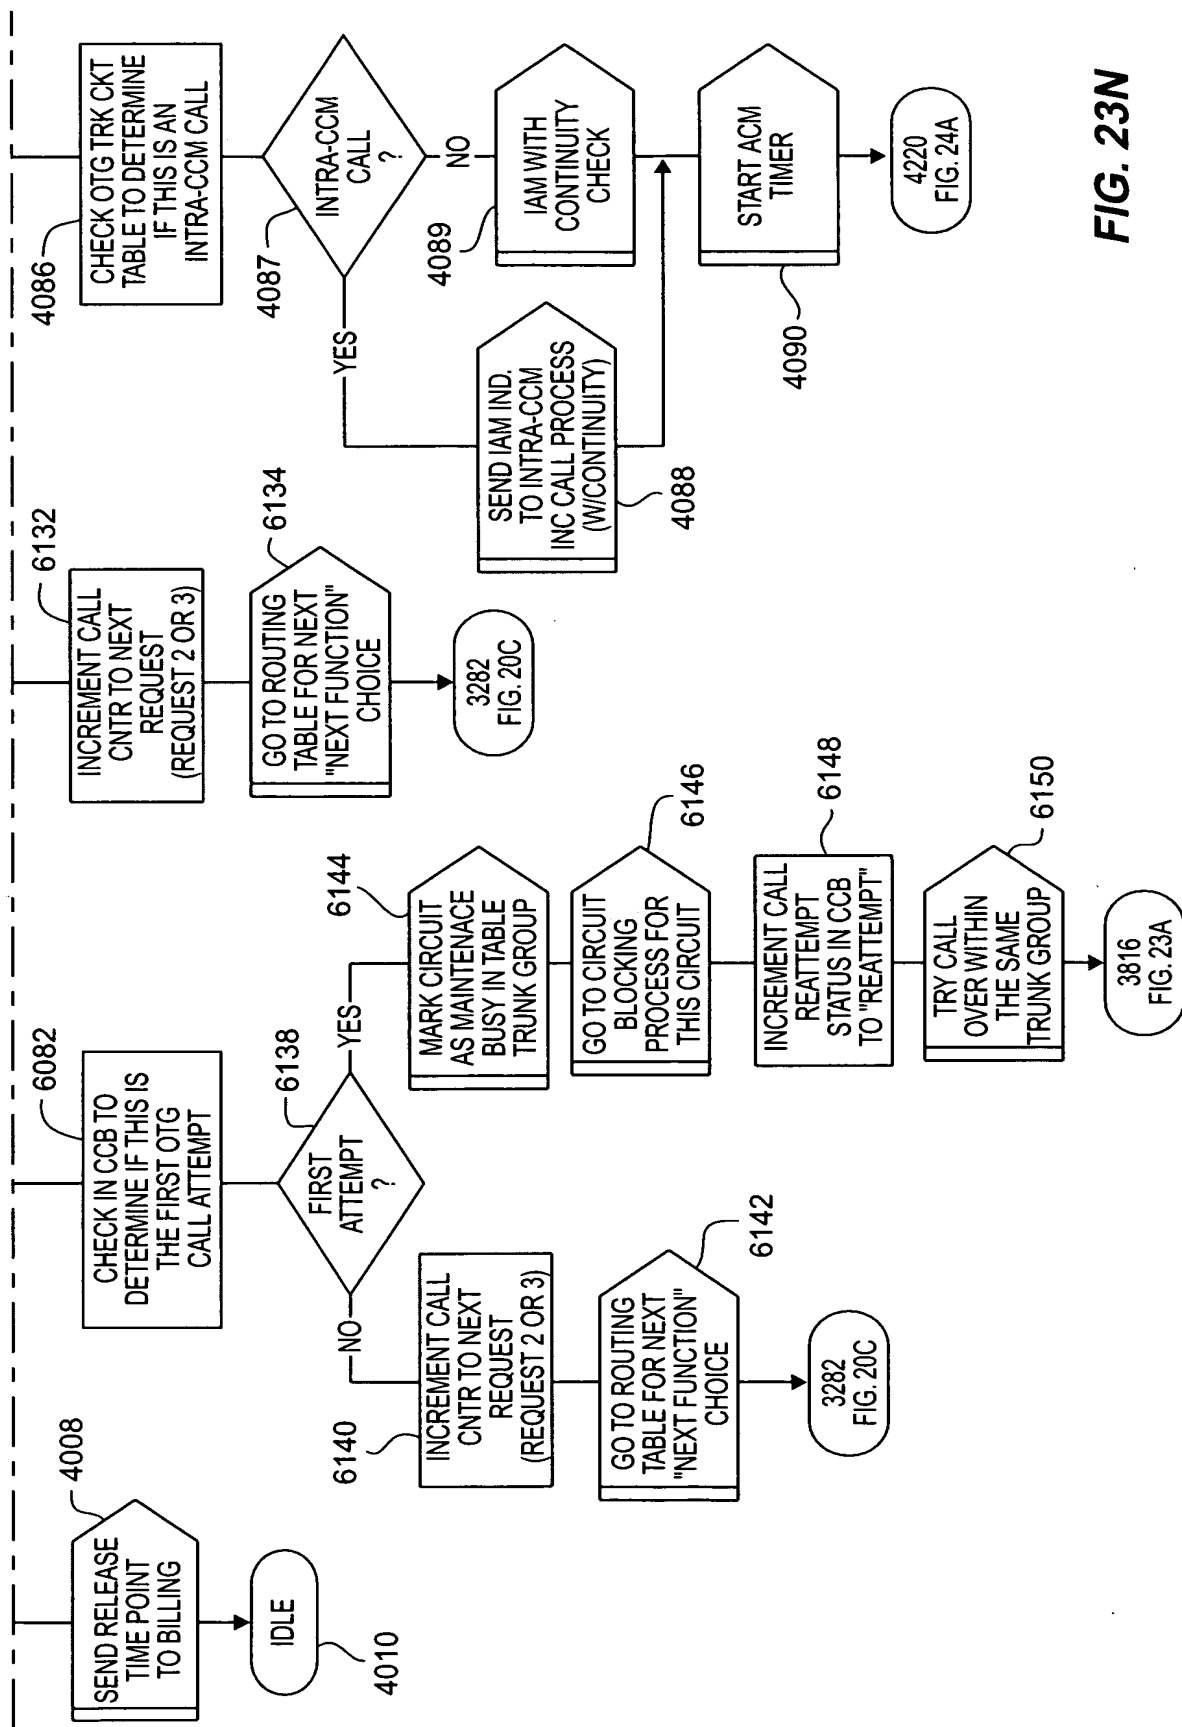 4008
SEND RELEASE
TIME POINT
TO BILLING
IDLE
4010
6082
CHECK IN CCB TO
DETERMINE IF THIS IS
THE FIRST OTG
CALL ATTEMPT
6138
FIRST
ATTEMPT
?
NO
YES
6140
INCREMENT CALL
CNTR TO NEXT
REQUEST
(REQUEST 2 OR 3)
GO TO ROUTING
TABLE FOR NEXT
"NEXT FUNCTION"
CHOICE
6142
3282
FIG. 20C
6144
MARK CIRCUIT
AS MAINTENACE
BUSY IN TABLE
TRUNK GROUP
GO TO CIRCUIT
BLOCKING
PROCESS FOR
THIS CIRCUIT
6146
INCREMENT CALL
REATTEMPT
STATUS IN CCB
TO "REATTEMPT"
6148
TRY CALL
OVER WITHIN
THE SAME
TRUNK GROUP
6150
3816
FIG. 23A
6132
INCREMENT CALL
CNTR TO NEXT
REQUEST
(REQUEST 2 OR 3)
6134
GO TO ROUTING
TABLE FOR NEXT
"NEXT FUNCTION"
CHOICE
3282
FIG. 20C
4086
CHECK OTG TRK CKT
TABLE TO DETERMINE
IF THIS IS AN
INTRA-CCM CALL
4087
INTRA-CCM
CALL
?
YES
NO
SEND IAM IND.
TO INTRA-CCM
INC CALL PROCESS
(W/CONTINUITY)
4088
4089
IAM WITH
CONTINUITY
CHECK
START ACM
TIMER
4090
4220
FIG. 24A
FIG. 23N